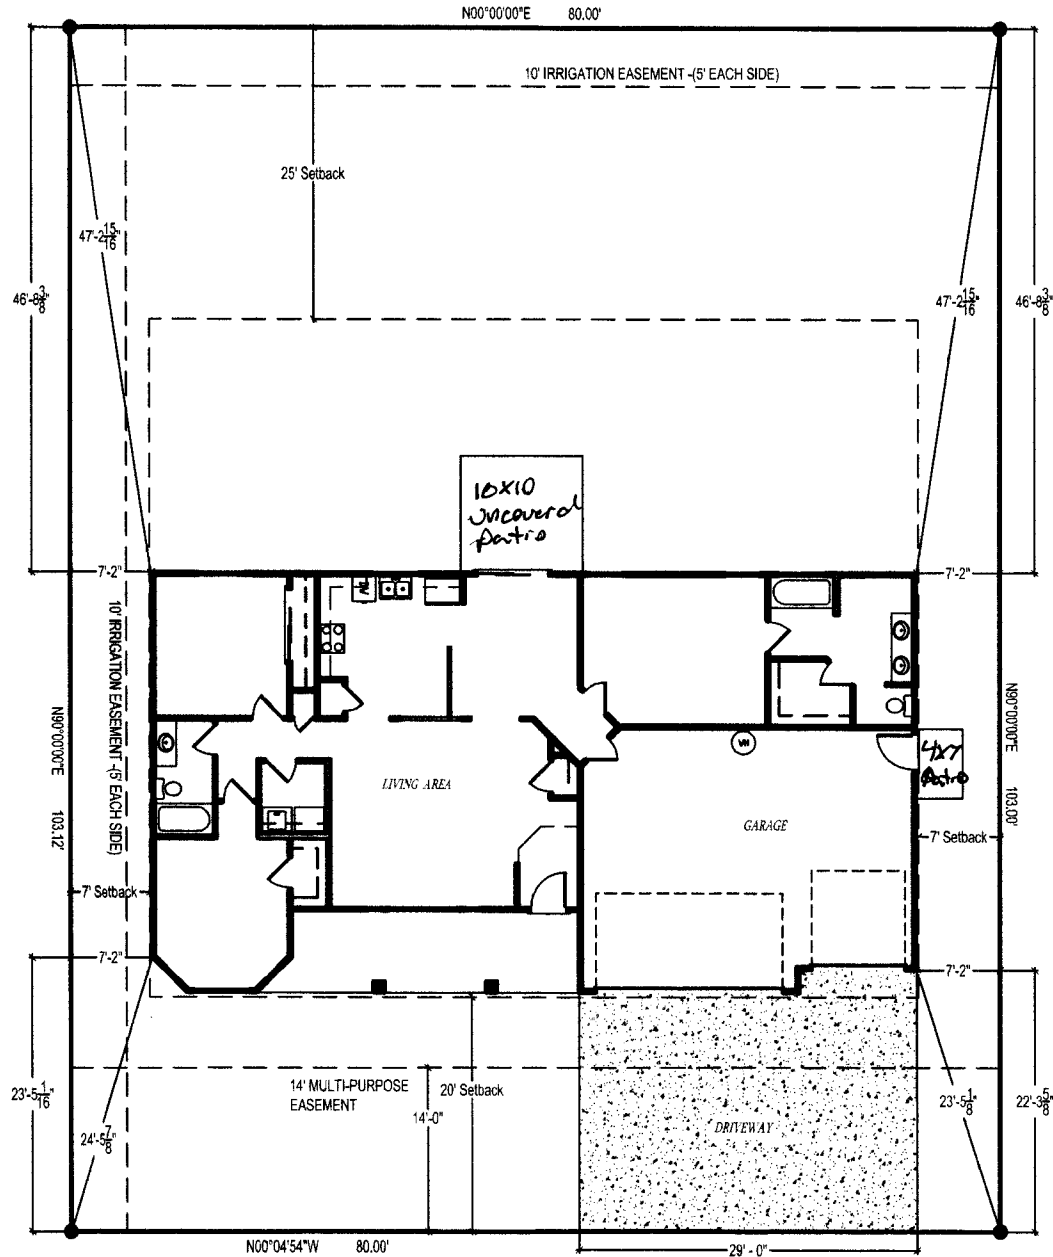 N00°00'00"E 80.00'
10' IRRIGATION EASEMENT -(5' EACH SIDE)
25' Setback
47'-2 15/16"
47'-2 15/16"
46'-8 3/8"
46'-8 3/8"
10x10
uncoverd
patio
7'-2"
7'-2"
10' IRRIGATION EASEMENT -(5' EACH SIDE)
N90°00'00"E 103.12'
N90°00'00"E 103.00'
WH
4x7
patio
LIVING AREA
GARAGE
7' Setback
7' Setback
7'-2"
7'-2"
14' MULTI-PURPOSE
EASEMENT
20' Setback
14'-0"
23'-5 1/16"
24'-5 7/8"
23'-5 1/8"
22'-3 5/8"
DRIVEWAY
N00°04'54"W 80.00'
29' - 0"